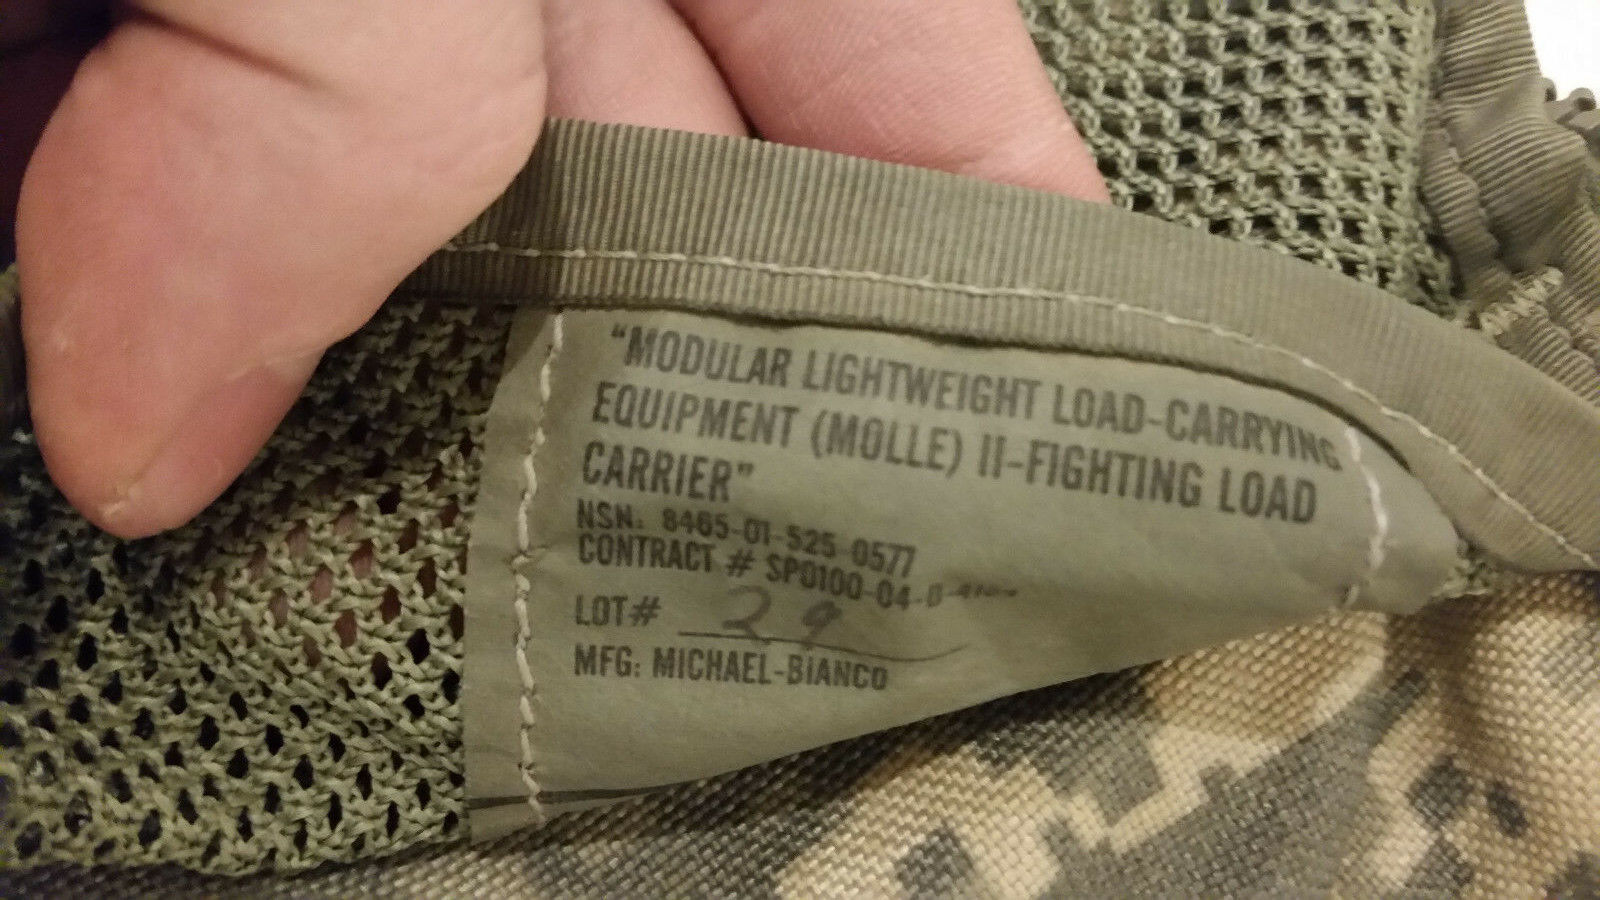 "MODULAR LIGHTWEIGHT LOAD-CARRYING
EQUIPMENT (MOLLE) II-FIGHTING LOAD
CARRIER"
NSN: 8465-01-525-0577
CONTRACT # SP0100-04-D-
LOT# 29
MFG: MICHAEL-BiANCO